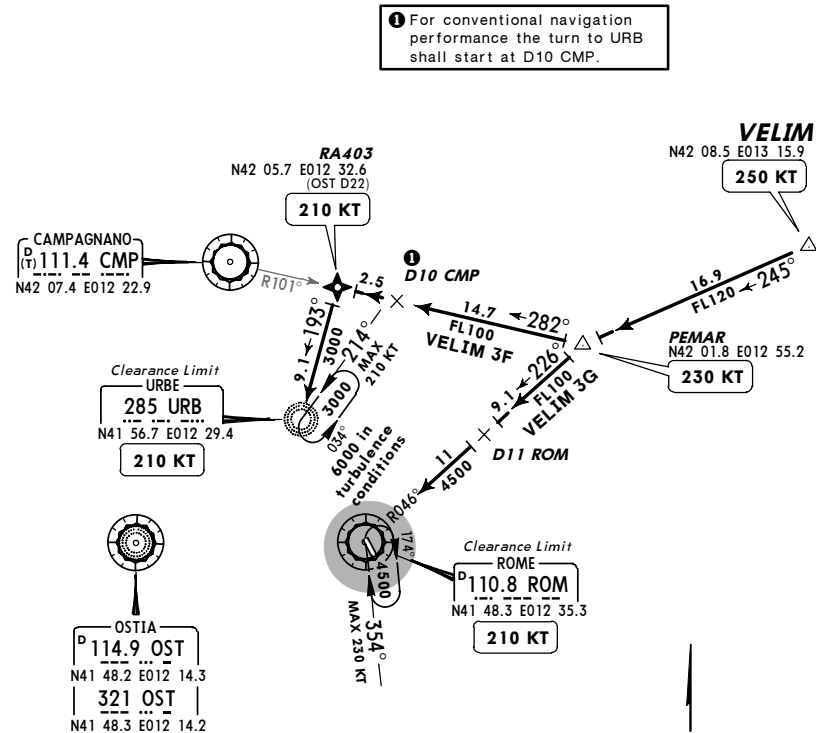 1 For conventional navigation
performance the turn to URB
shall start at D10 CMP.
VELIM
N42 08.5 E013 15.9
250 KT
RA403
N42 05.7 E012 32.6
(OST D22)
210 KT
CAMPAGNANO
D
(T) 111.4 CMP
N42 07.4 E012 22.9
R101°
1
D10 CMP
2.5
14.7
282°
FL100
VELIM 3F
16.9
245°
FL120
PEMAR
N42 01.8 E012 55.2
230 KT
193°
9.1
3000
214°
MAX
210 KT
3000
034°
6000 in
turbulence
conditions
226°
9.1
FL100
VELIM 3G
D11 ROM
11
4500
R046°
Clearance Limit
URBE
285 URB
N41 56.7 E012 29.4
210 KT
174°
4500
354°
MAX 230 KT
Clearance Limit
ROME
D 110.8 ROM
N41 48.3 E012 35.3
210 KT
OSTIA
D 114.9 OST
N41 48.2 E012 14.3
321 OST
N41 48.3 E012 14.2